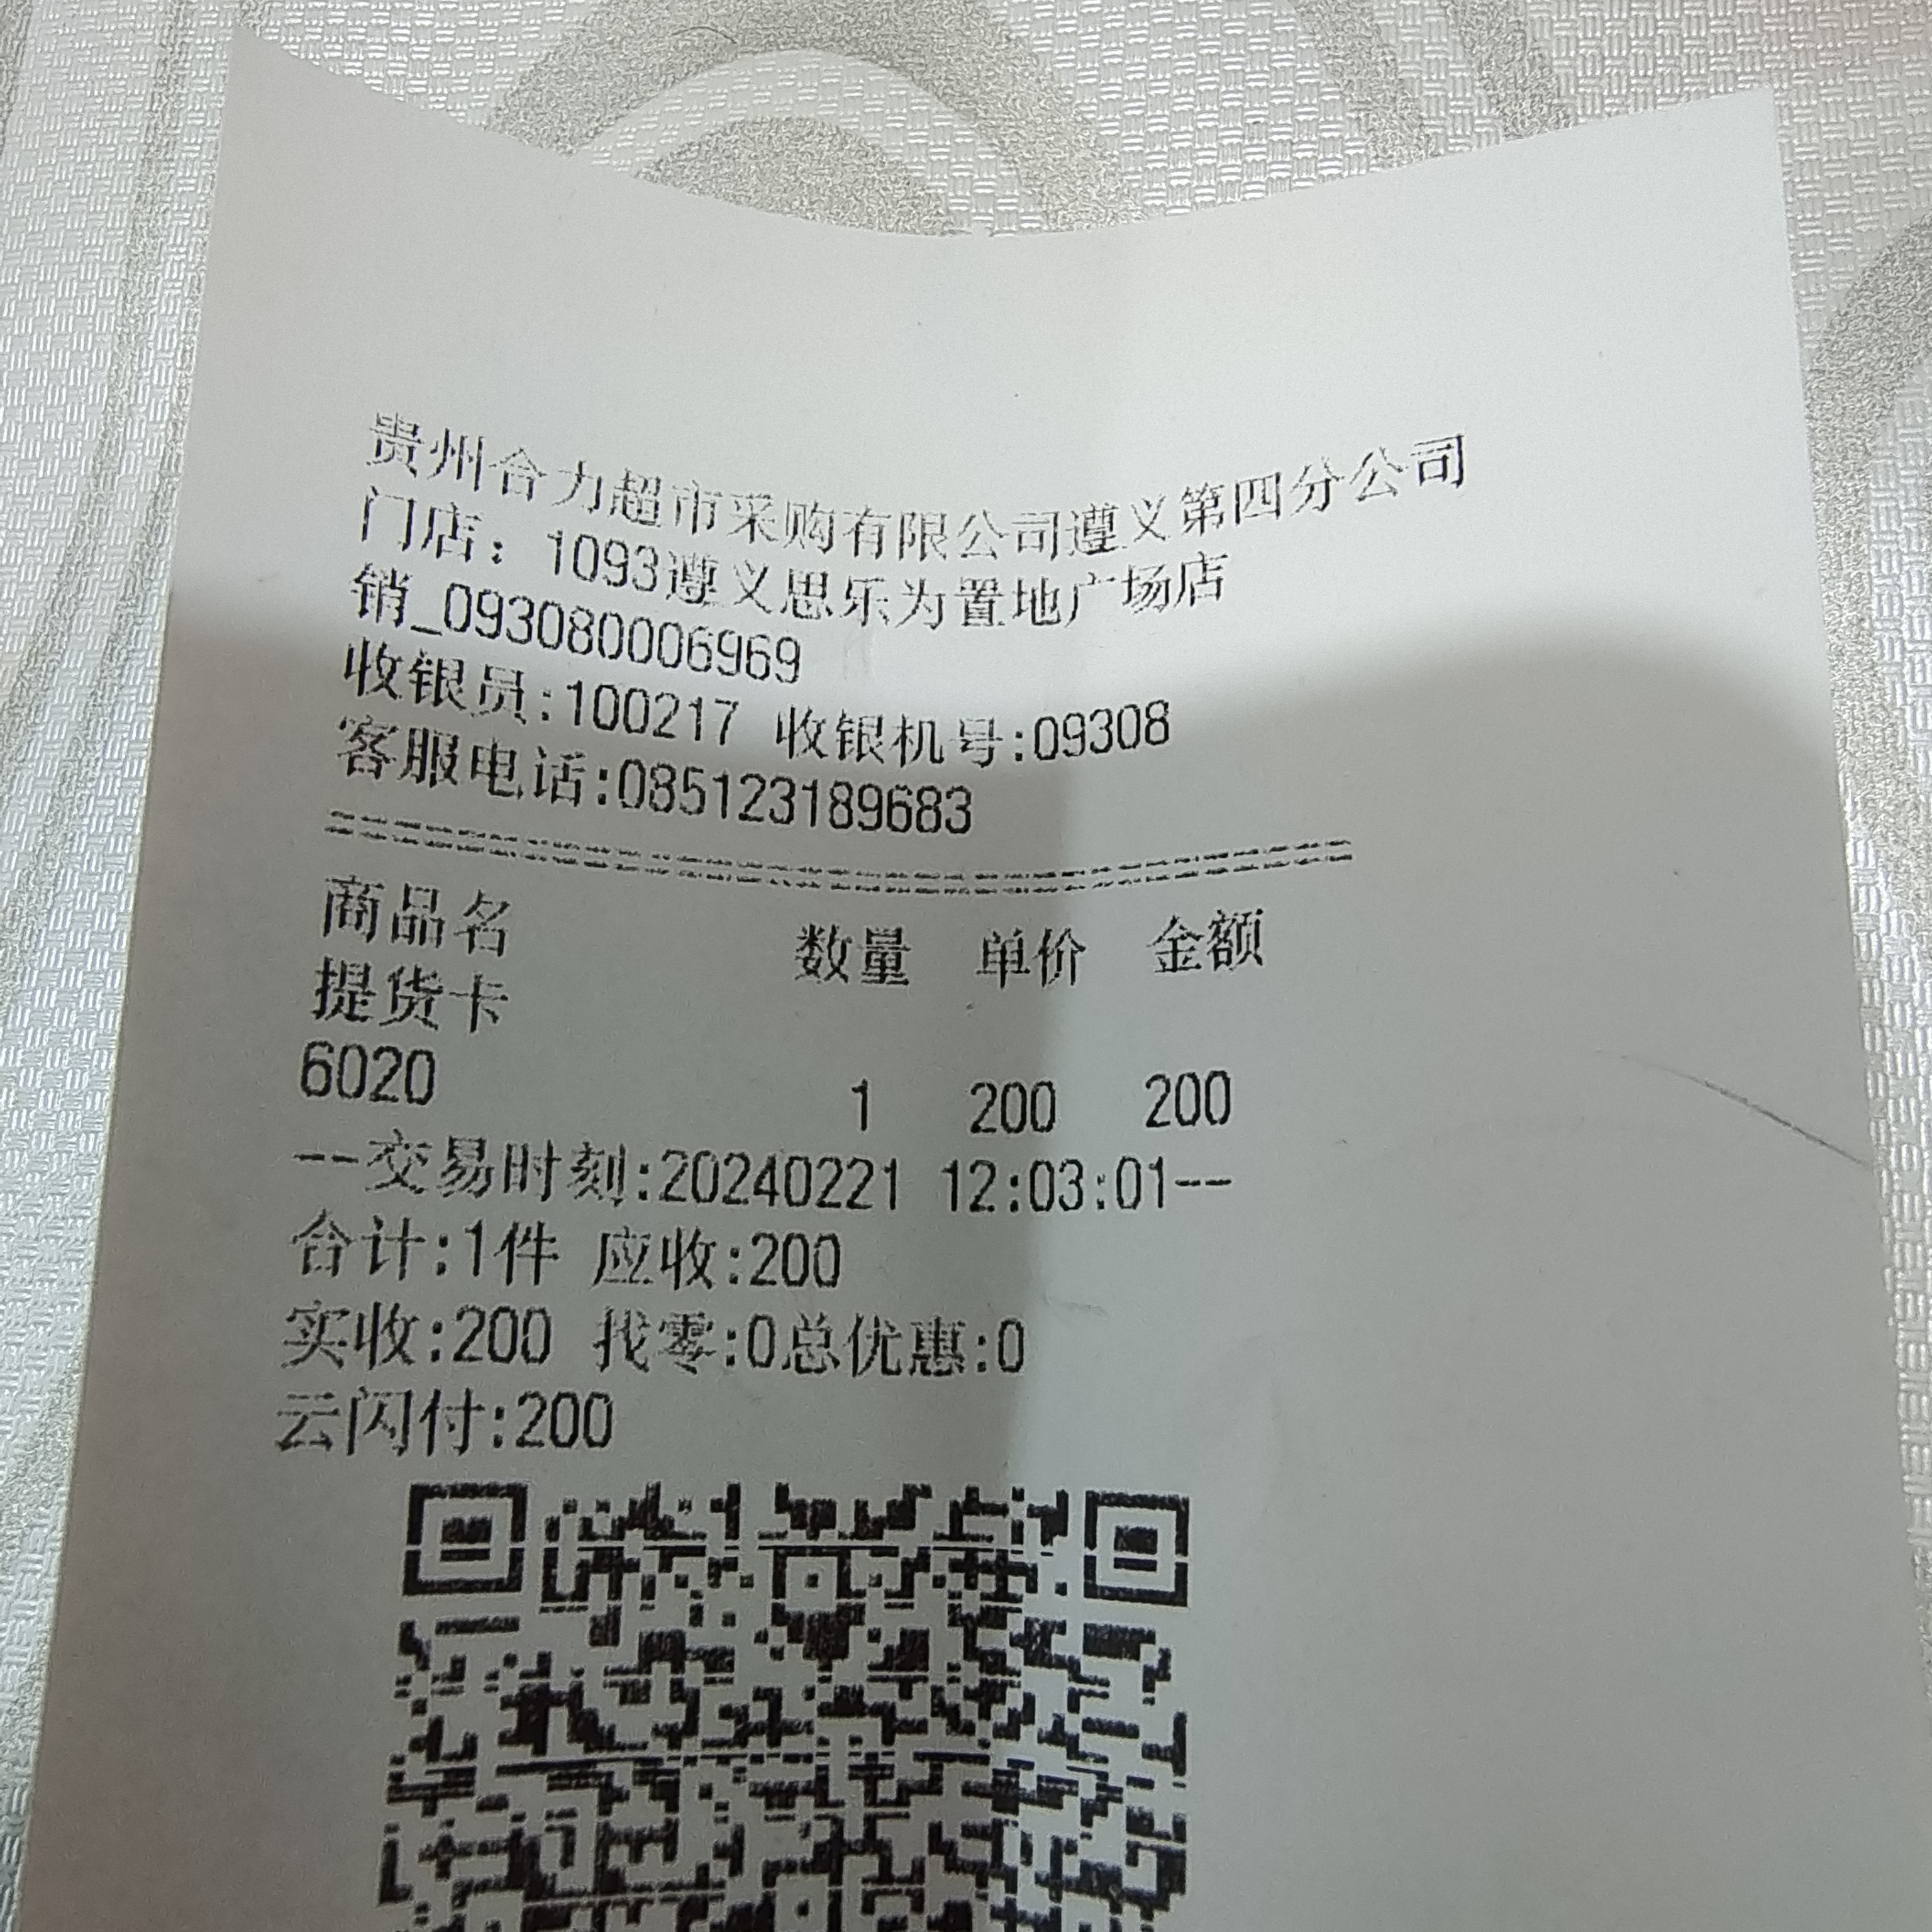 贵州合力超市采购有限公司遵义第四分公司
门店：1093遵义思乐为置地广场店
销_093080006969
收银员:100217 收银机号:09308
客服电话:085123189683
================================
商品名 数量 单价 金额
提货卡
6020 1 200 200
--交易时刻:20240221 12:03:01--
合计:1件 应收:200
实收:200 找零:0总优惠:0
云闪付:200